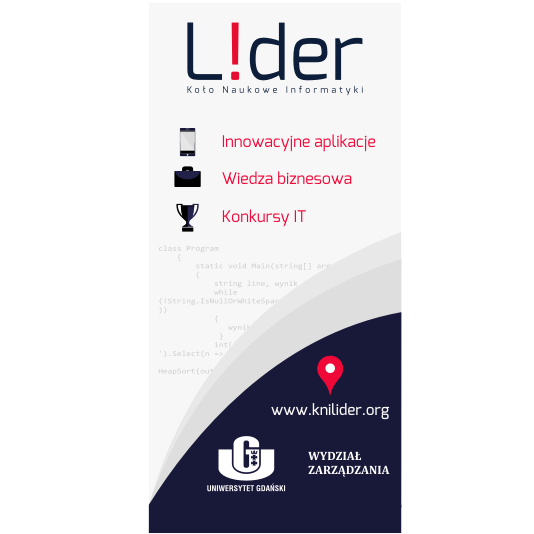 L!der
Koło Naukowe Informatyki
Innowacyjne aplikacje
Wiedza biznesowa
Konkursy IT
class Program
{
static void Main(string[]
{
string line, wynik
while
(!String.IsNullOrWhiteSpac
))
{
wynik
}
int[
').Select(n =>
HeapSort(out
www.knilider.org
UNIWERSYTET GDAŃSKI
WYDZIAŁ
ZARZĄDZANIA